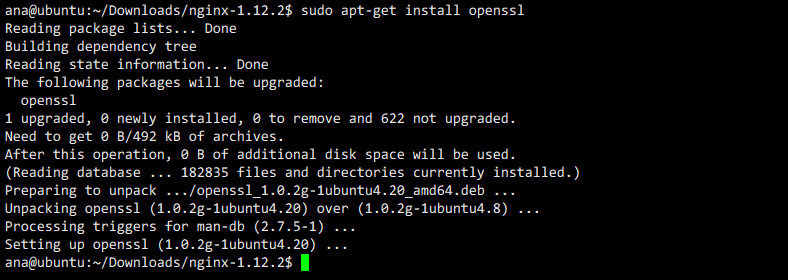 ana@ubuntu:~/Downloads/nginx-1.12.2$ sudo apt-get install openssl
Reading package lists... Done
Building dependency tree
Reading state information... Done
The following packages will be upgraded:
  openssl
1 upgraded, 0 newly installed, 0 to remove and 622 not upgraded.
Need to get 0 B/492 kB of archives.
After this operation, 0 B of additional disk space will be used.
(Reading database ... 182835 files and directories currently installed.)
Preparing to unpack .../openssl_1.0.2g-1ubuntu4.20_amd64.deb ...
Unpacking openssl (1.0.2g-1ubuntu4.20) over (1.0.2g-1ubuntu4.8) ...
Processing triggers for man-db (2.7.5-1) ...
Setting up openssl (1.0.2g-1ubuntu4.20) ...
ana@ubuntu:~/Downloads/nginx-1.12.2$